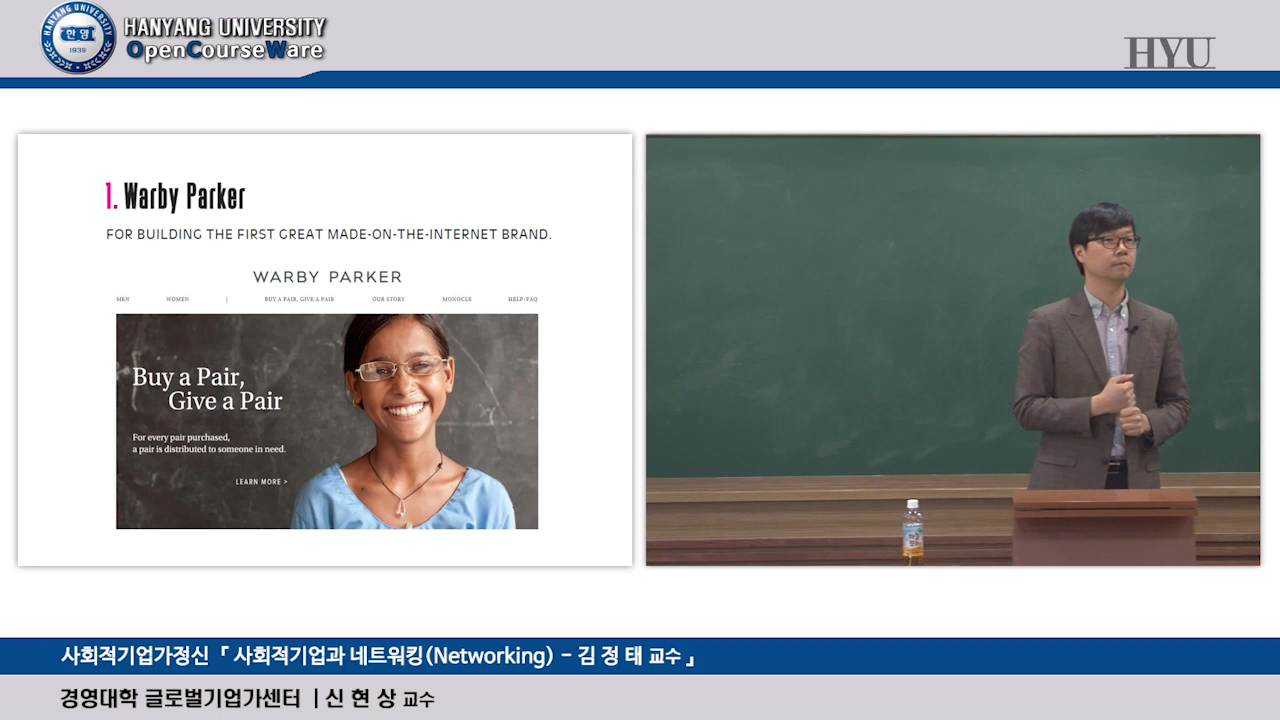 HANYANG UNIVERSITY
한양
1939
HANYANG UNIVERSITY
OpenCourseWare
HYU
1. Warby Parker
FOR BUILDING THE FIRST GREAT MADE-ON-THE-INTERNET BRAND.
WARBY PARKER
MEN WOMEN | BUY A PAIR, GIVE A PAIR OUR STORY MONOCLE HELP/FAQ
Buy a Pair,
Give a Pair
For every pair purchased,
a pair is distributed to someone in need.
LEARN MORE >
사회적기업가정신 『 사회적기업과 네트워킹(Networking) - 김 정 태 교수 』
경영대학 글로벌기업가센터 | 신 현 상 교수